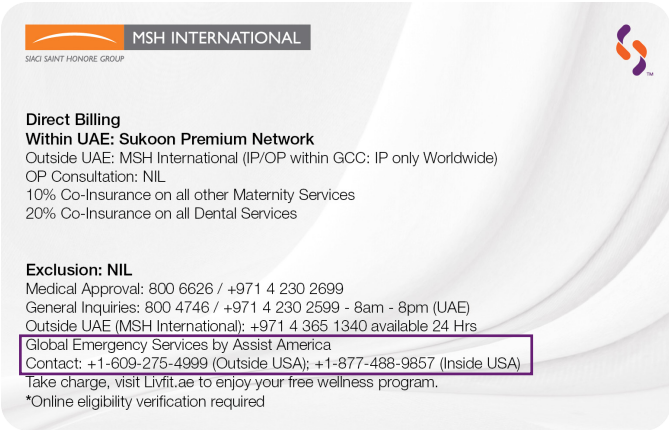 MSH INTERNATIONAL
SIACI SAINT HONORE GROUP
TM
Direct Billing
Within UAE: Sukoon Premium Network
Outside UAE: MSH International (IP/OP within GCC: IP only Worldwide)
OP Consultation: NIL
10% Co-Insurance on all other Maternity Services
20% Co-Insurance on all Dental Services
Exclusion: NIL
Medical Approval: 800 6626 / +971 4 230 2699
General Inquiries: 800 4746 / +971 4 230 2599 - 8am - 8pm (UAE)
Outside UAE (MSH International): +971 4 365 1340 available 24 Hrs
Global Emergency Services by Assist America
Contact: +1-609-275-4999 (Outside USA); +1-877-488-9857 (Inside USA)
Take charge, visit Livfit.ae to enjoy your free wellness program.
*Online eligibility verification required